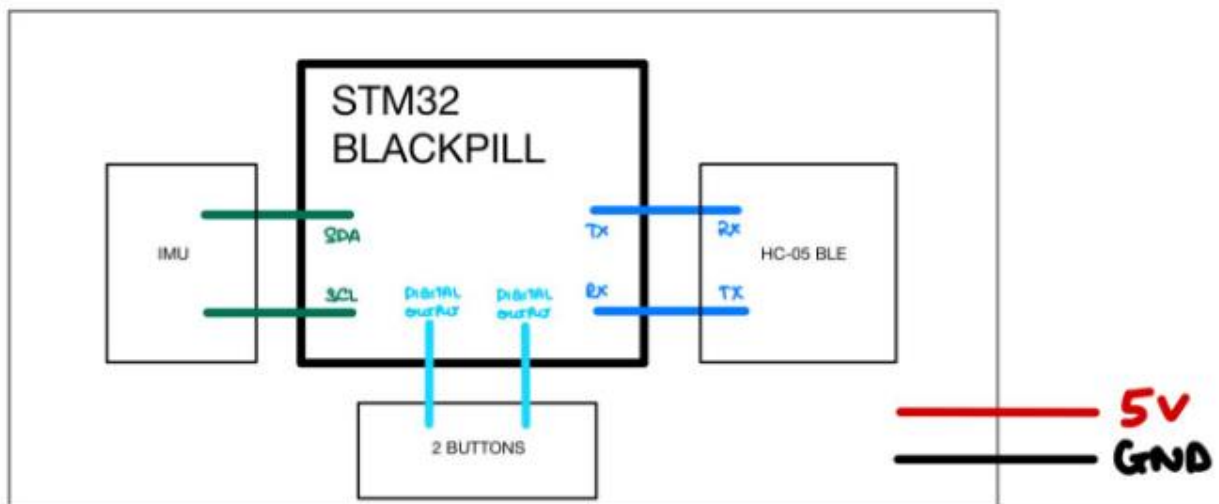 STM32
BLACKPILL
IMU
SDA
SCL
DIGITAL
OUTPUT
DIGITAL
OUTPUT
TX
RX
RX
TX
HC-05 BLE
2 BUTTONS
5V
GND